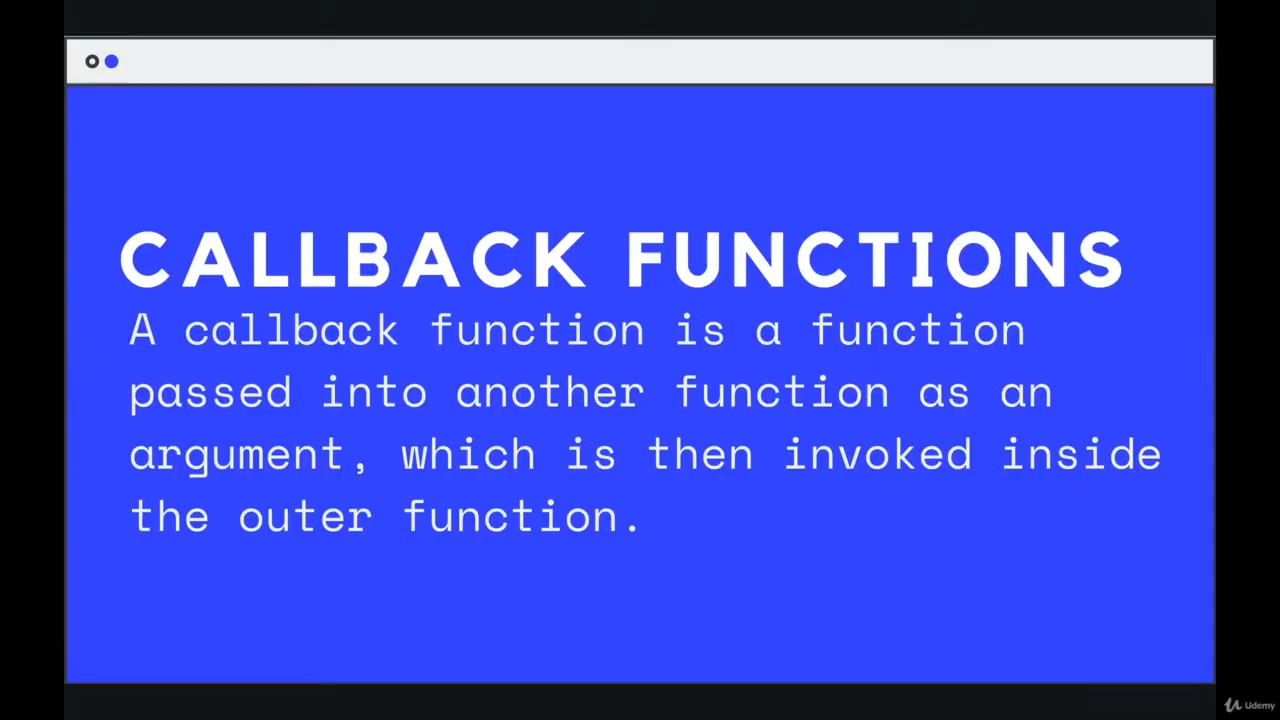 CALLBACK FUNCTIONS
A callback function is a function
passed into another function as an
argument, which is then invoked inside
the outer function.
Udemy